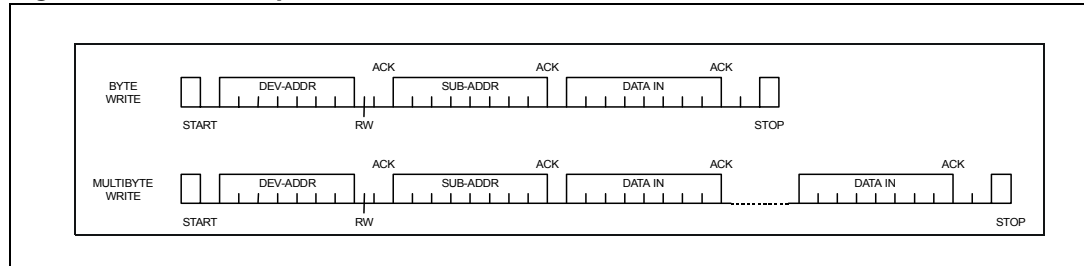 ACK ACK ACK
BYTE WRITE DEV-ADDR SUB-ADDR DATA IN
START RW STOP
ACK ACK ACK ACK
MULTIBYTE WRITE DEV-ADDR SUB-ADDR DATA IN DATA IN
START RW STOP